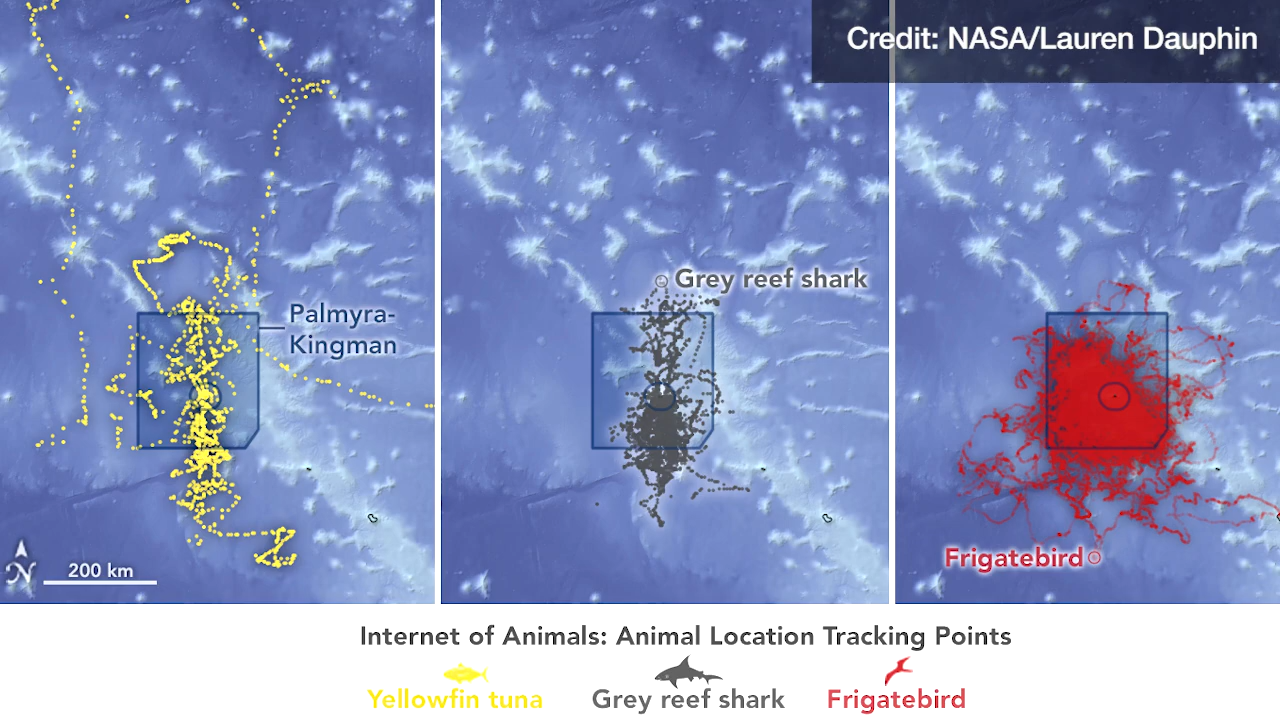 Credit: NASA/Lauren Dauphin
Grey reef shark
Palmyra-
Kingman
Frigatebird
N
200 km
Internet of Animals: Animal Location Tracking Points
Yellowfin tuna
Grey reef shark
Frigatebird